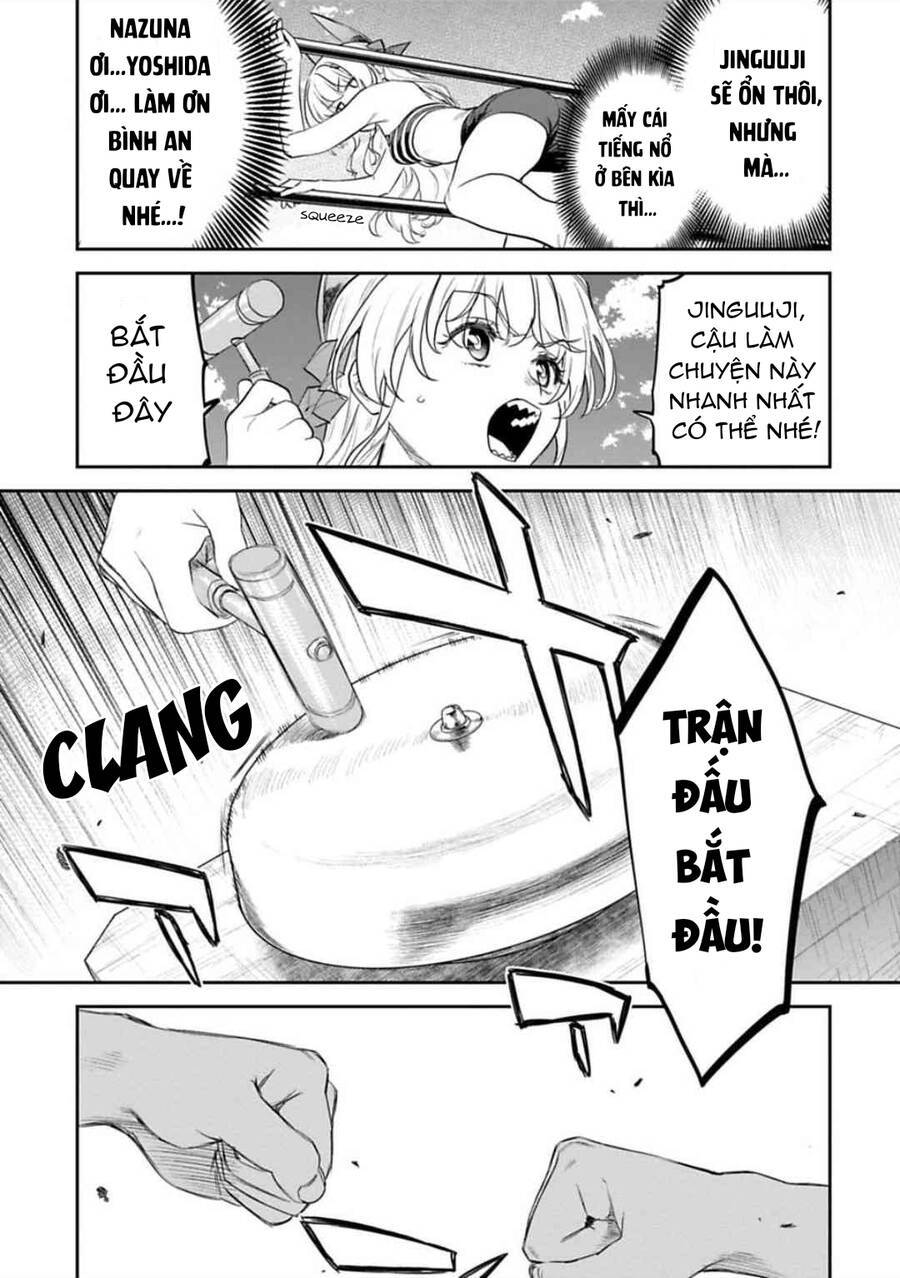 JINGUUJI
SẼ ỔN THÔI,
NHƯNG
MÀ...
MẤY CÁI
TIẾNG NỔ
Ở BÊN KÌA
THÌ...
NAZUNA
ƠI...YOSHIDA
ƠI... LÀM ƠN
BÌNH AN
QUAY VỀ
NHÉ...!
squeeze
JINGUUJI,
CẬU LÀM
CHUYỆN NÀY
NHANH NHẤT
CÓ THỂ NHÉ!
BẮT
ĐẦU
ĐÂY
CLANG
TRẬN
ĐẤU
BẮT
ĐẦU!